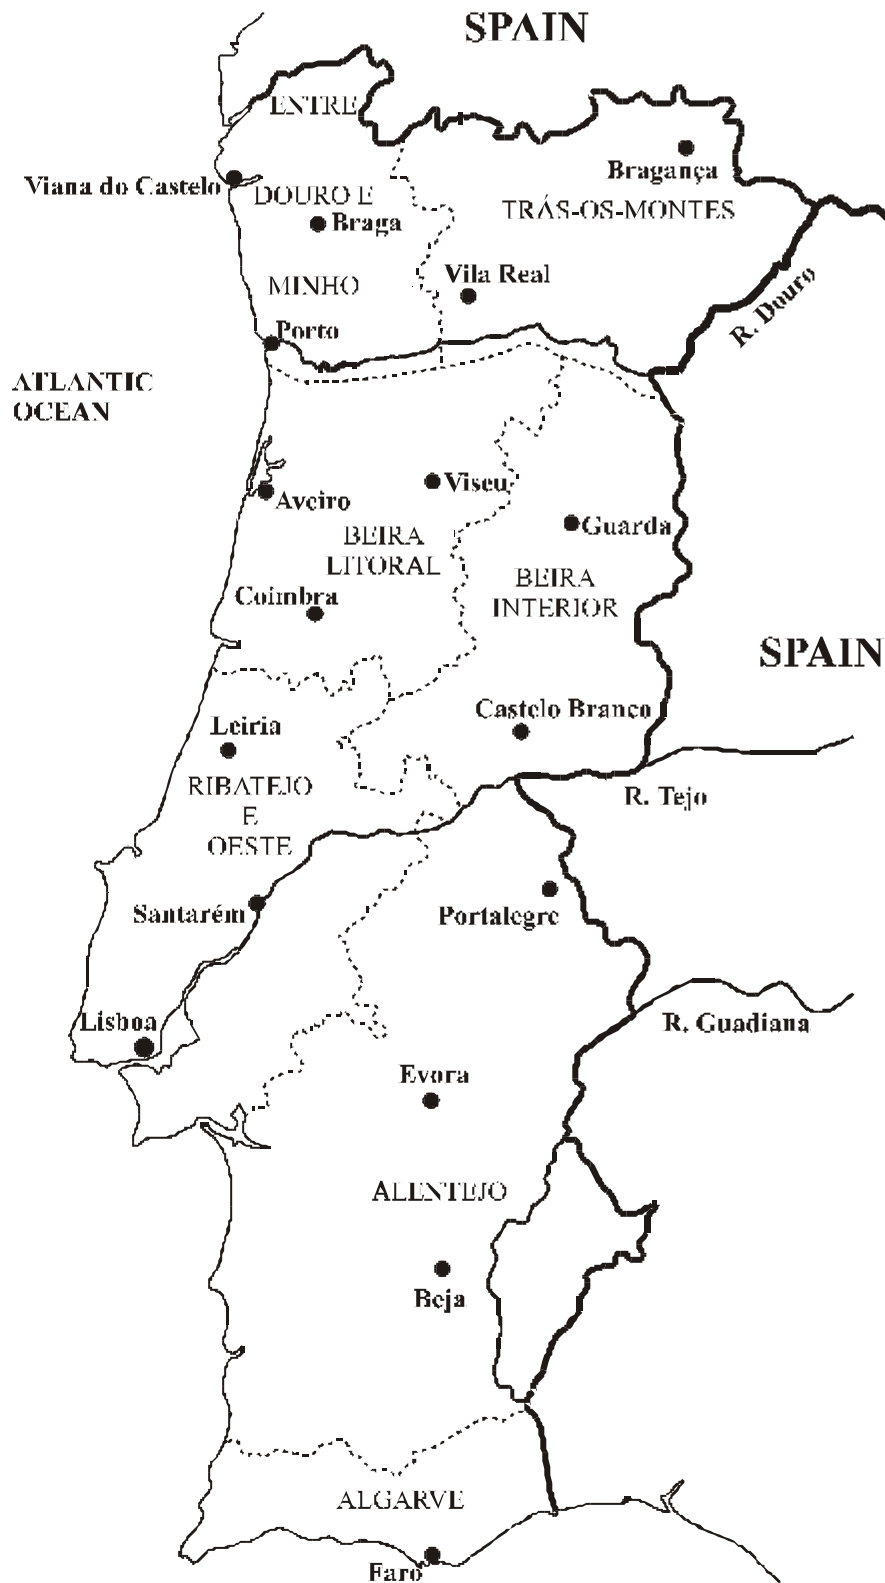 SPAIN
ENTRE
Bragança
Viana do Castelo
DOURO E
TRÁS-OS-MONTES
Braga
Vila Real
MINHO
R. Douro
Porto
ATLANTIC
OCEAN
Viseu
Aveiro
Guarda
BEIRA
LITORAL
BEIRA
INTERIOR
Coimbra
SPAIN
Castelo Branco
Leiria
RIBATEJO
E
OESTE
R. Tejo
Santarém
Portalegre
Lisboa
R. Guadiana
Evora
ALENTEJO
Beja
ALGARVE
Faro